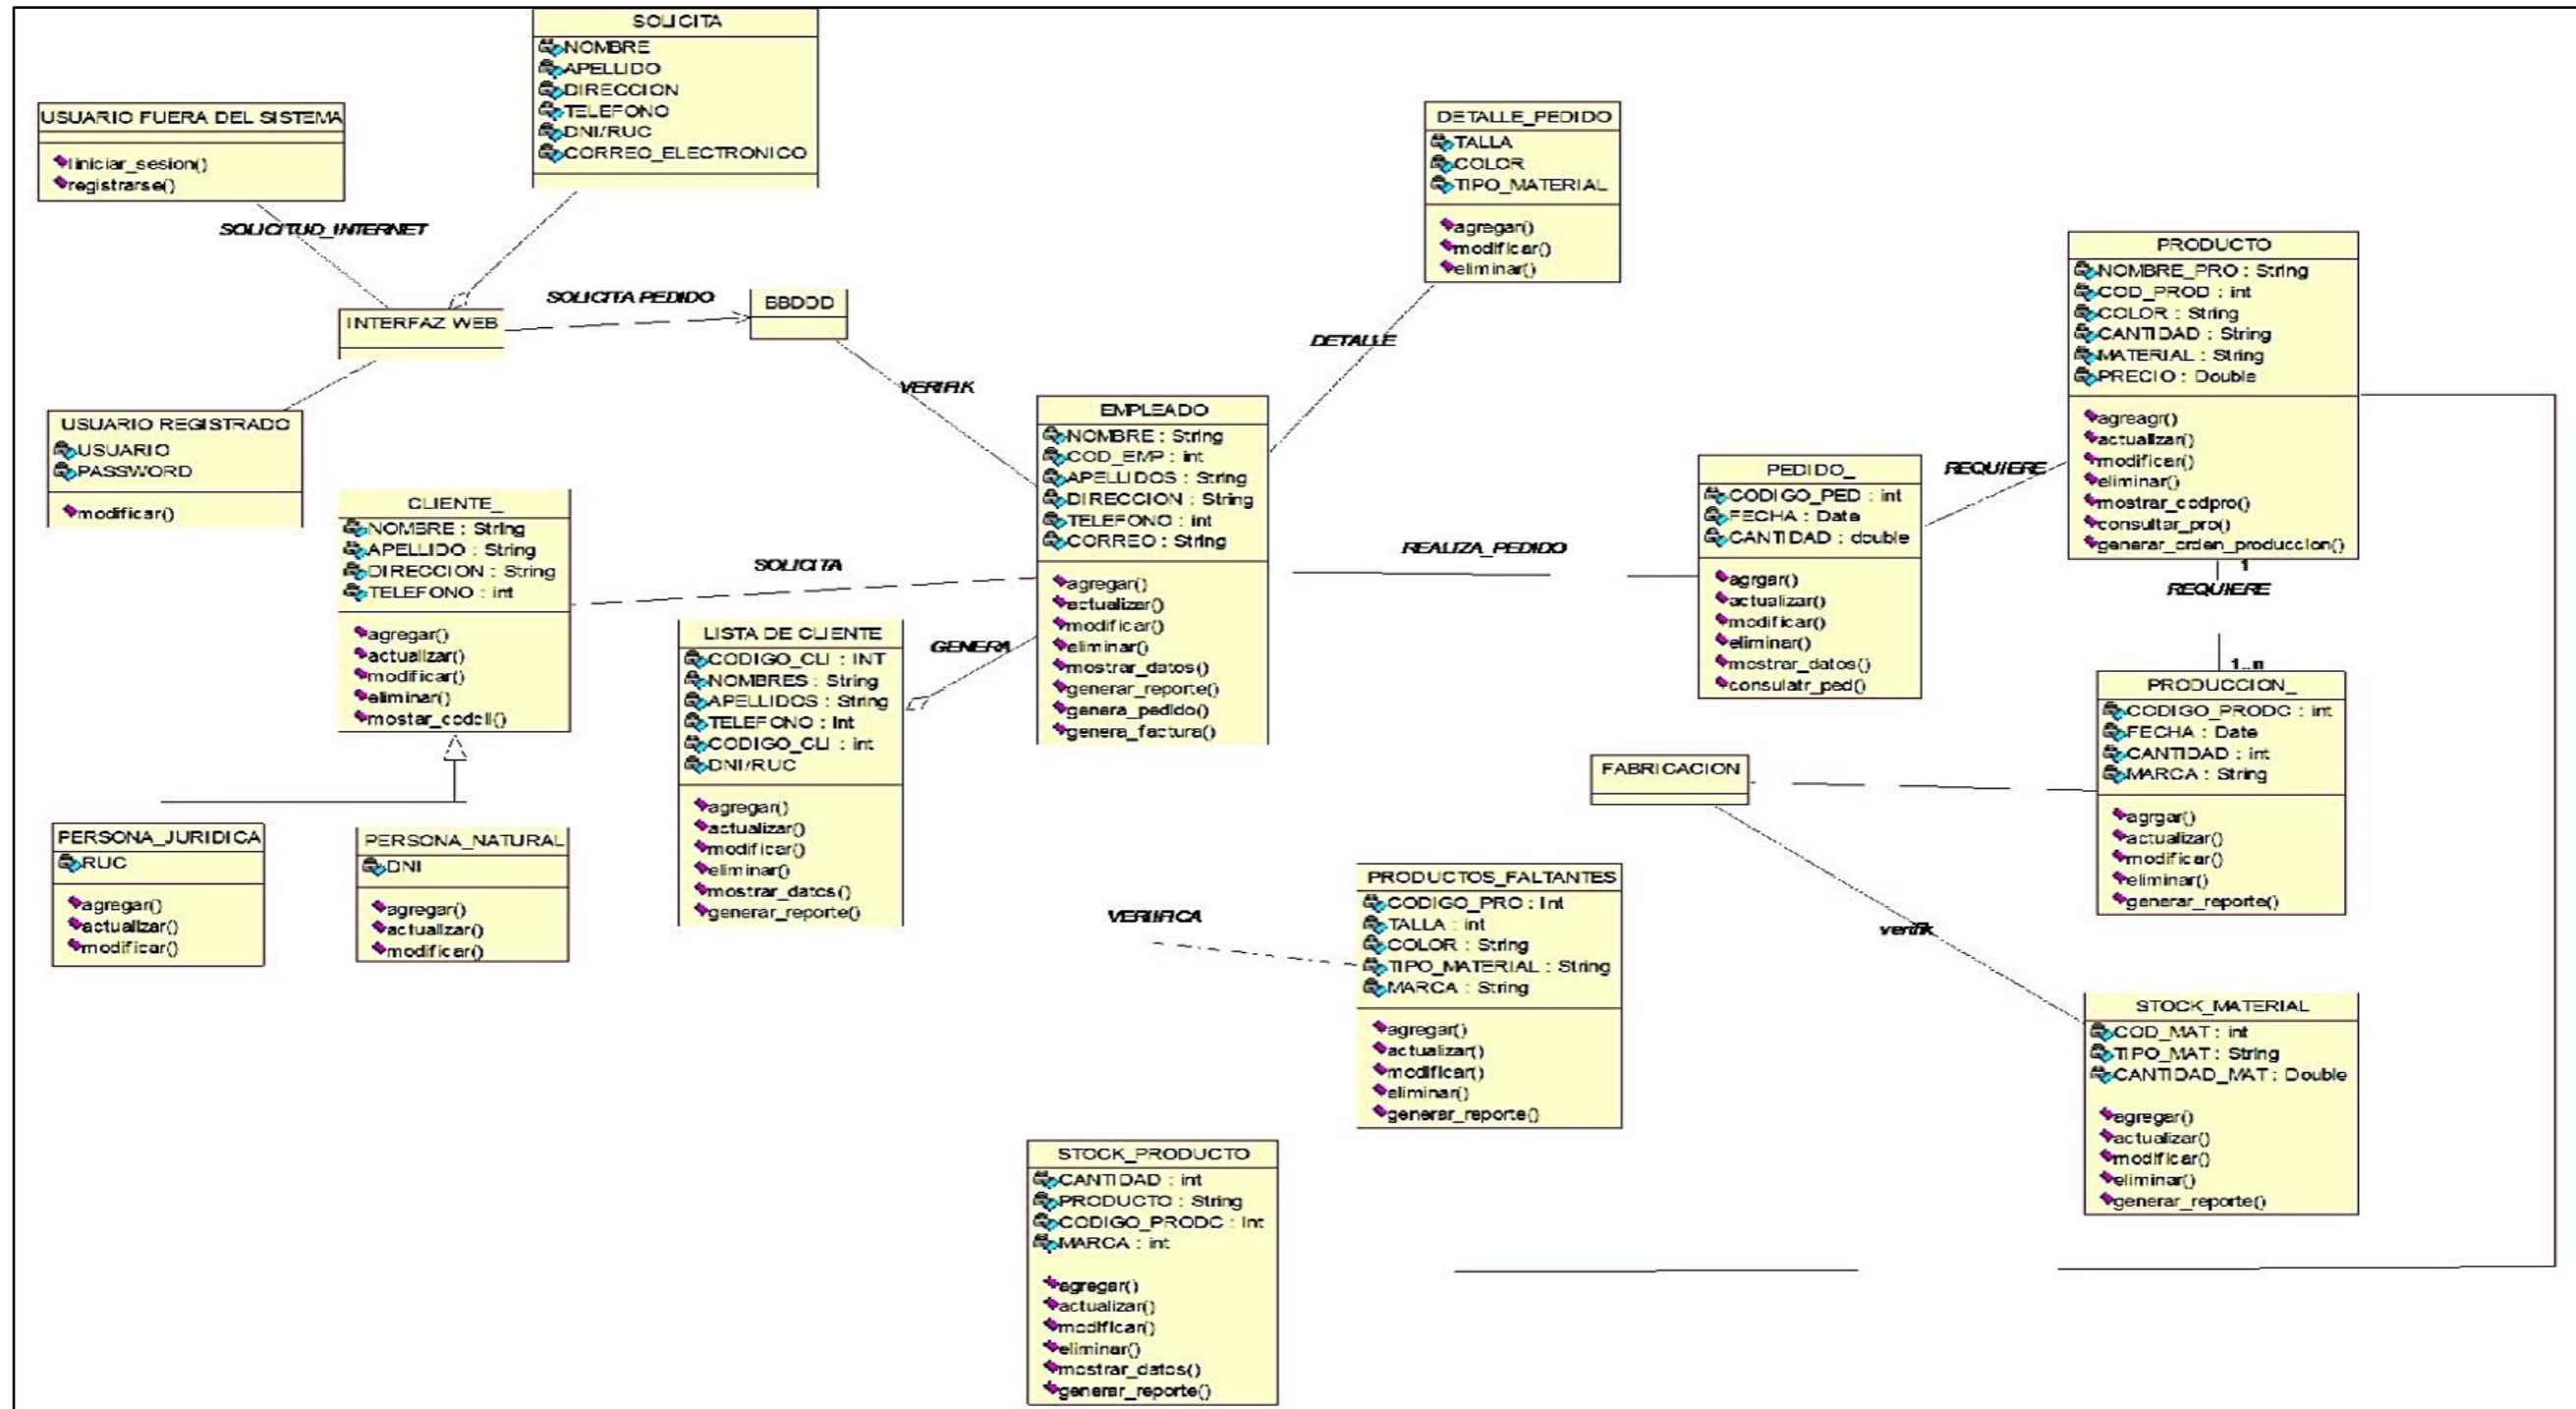 SOLICITA
NOMBRE
APELLIDO
DIRECCION
TELEFONO
DNI/RUC
CORREO_ELECTRONICO
USUARIO FUERA DEL SISTEMA
Iiniciar_sesion()
registrarse()
SOLICITUD_INTERNET
INTERFAZ WEB
SOLICITA PEDIDO
BBDDD
VERIFIK
USUARIO REGISTRADO
USUARIO
PASSWORD
modificar()
CLIENTE_
NOMBRE : String
APELLIDO : String
DIRECCION : String
TELEFONO : int
agregar()
actualizar()
modificar()
eliminar()
mostar_codcli()
PERSONA_JURIDICA
RUC
agregar()
actualizar()
modificar()
PERSONA_NATURAL
DNI
agregar()
actualizar()
modificar()
SOLICITA
LISTA DE CLIENTE
CODIGO_CLI : INT
NOMBRES : String
APELLIDOS : String
TELEFONO : Int
CODIGO_CLI : int
DNI/RUC
agregar()
actualizar()
modificar()
eliminar()
mostrar_datos()
generar_reporte()
GENERA
EMPLEADO
NOMBRE : String
COD_EMP : int
APELLIDOS : String
DIRECCION : String
TELEFONO : int
CORREO : String
agregar()
actualizar()
modificar()
eliminar()
mostrar_datos()
generar_reporte()
genera_pedido()
genera_factura()
DETALLE_PEDIDO
TALLA
COLOR
TIPO_MATERIAL
agregar()
modificar()
eliminar()
DETALLE
REALIZA_PEDIDO
PEDIDO_
CODIGO_PED : int
FECHA : Date
CANTIDAD : double
agrgar()
actualizar()
modificar()
eliminar()
mostrar_datos()
consulatr_ped()
REQUIERE
PRODUCTO
NOMBRE_PRO : String
COD_PROD : int
COLOR : String
CANTIDAD : String
MATERIAL : String
PRECIO : Double
agreagr()
actualizar()
modificar()
eliminar()
mostrar_codpro()
consultar_pro()
generar_orden_produccion()
1
REQUIERE
1..n
PRODUCCION_
CODIGO_PRODC : int
FECHA : Date
CANTIDAD : int
MARCA : String
agrgar()
actualizar()
modificar()
eliminar()
generar_reporte()
FABRICACION
verifik
VERIFICA
PRODUCTOS_FALTANTES
CODIGO_PRO : Int
TALLA : int
COLOR : String
TIPO_MATERIAL : String
MARCA : String
agregar()
actualizar()
modificar()
eliminar()
generar_reporte()
STOCK_MATERIAL
COD_MAT : int
TIPO_MAT : String
CANTIDAD_MAT : Double
agregar()
actualizar()
modificar()
eliminar()
generar_reporte()
STOCK_PRODUCTO
CANTIDAD : int
PRODUCTO : String
CODIGO_PRODC : Int
MARCA : int
agregar()
actualizar()
modificar()
eliminar()
mostrar_datos()
generar_reporte()